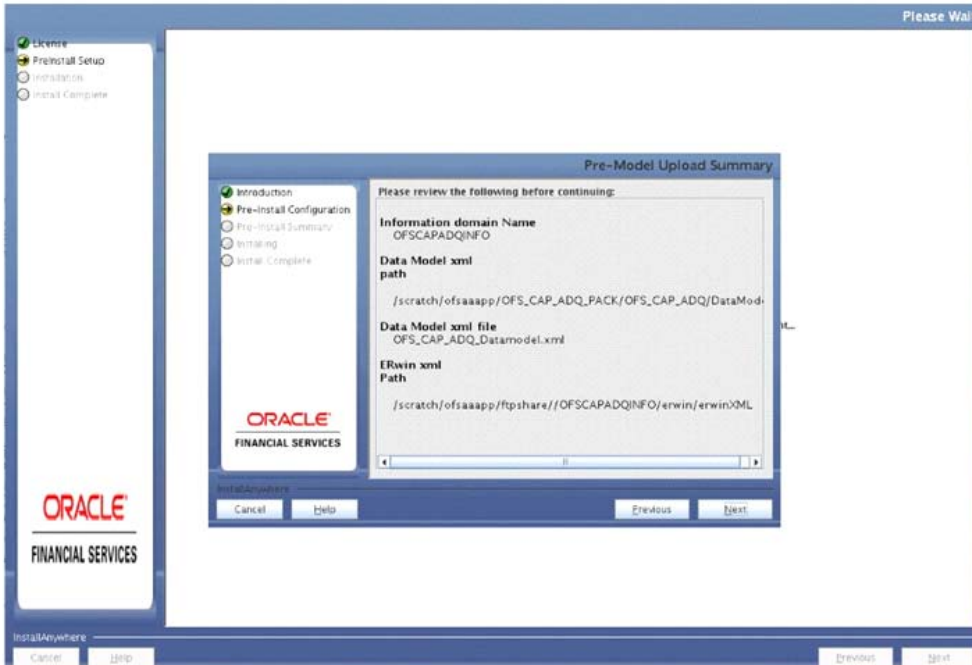 Please Wai
License
Preinstall Setup
Installation
Install Complete
Pre-Model Upload Summary
Introduction
Pre-Install Configuration
Pre-Install Summary
Installing
Install Complete
Please review the following before continuing:
Information domain Name
OFSCAPADQINFO
Data Model xml
path
/scratch/ofsaaapp/OFS_CAP_ADQ_PACK/OFS_CAP_ADQ/DataMod
Data Model xml file
OFS_CAP_ADQ_Datamodel.xml
ERwin xml
Path
/scratch/ofsaaapp/ftpshare//OFSCAPADQINFO/erwin/erwinXML
ORACLE
FINANCIAL SERVICES
InstallAnywhere
Cancel Help Previous Next
ORACLE
FINANCIAL SERVICES
InstallAnywhere
Cancel Help Previous Next